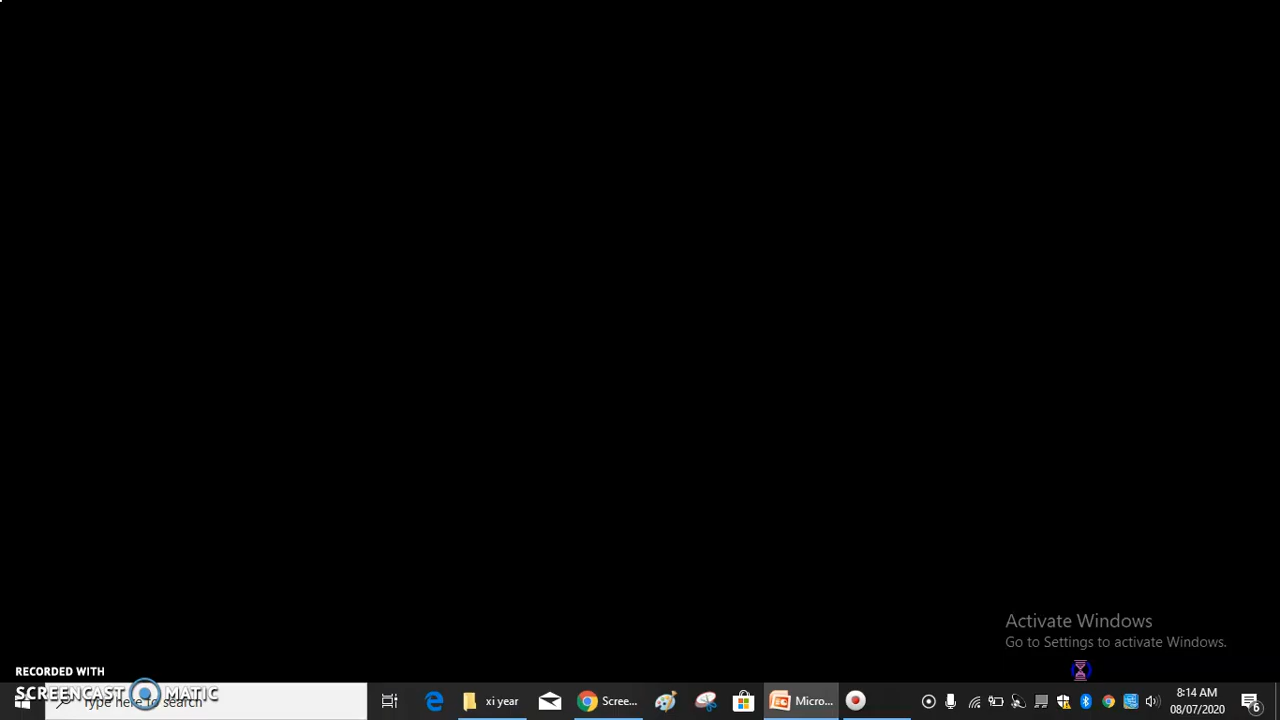 Activate Windows
Go to Settings to activate Windows.
RECORDED WITH
SCREENCAST MATIC
Type here to search
xi year
Scree...
Micro...
8:14 AM
08/07/2020
6